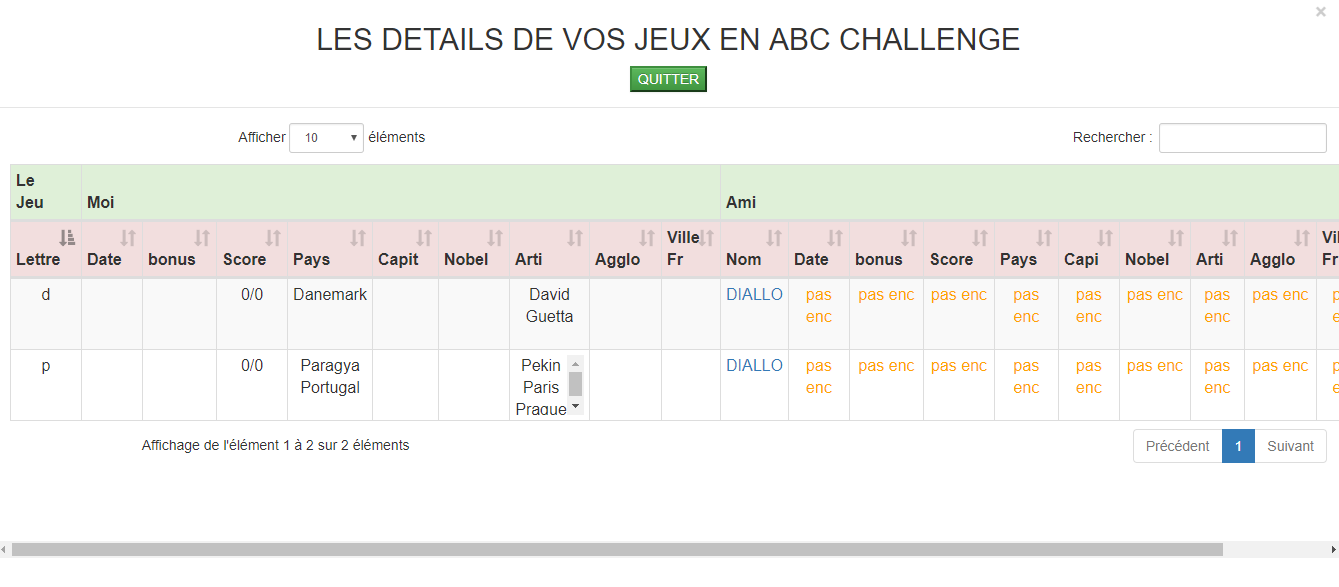 ×
LES DETAILS DE VOS JEUX EN ABC CHALLENGE
QUITTER
Afficher 10 éléments
Rechercher :
Le
Jeu Moi Ami
Ville Vil
Lettre Date bonus Score Pays Capit Nobel Arti Agglo Fr Nom Date bonus Score Pays Capi Nobel Arti Agglo Fr
d 0/0 Danemark David DIALLO pas pas enc pas enc pas pas pas enc pas pas enc p
Guetta enc enc enc enc e
p 0/0 Paragya Pekin DIALLO pas pas enc pas enc pas pas pas enc pas pas enc p
Portugal Paris enc enc enc enc e
Prague
Affichage de l'élément 1 à 2 sur 2 éléments
Précédent 1 Suivant